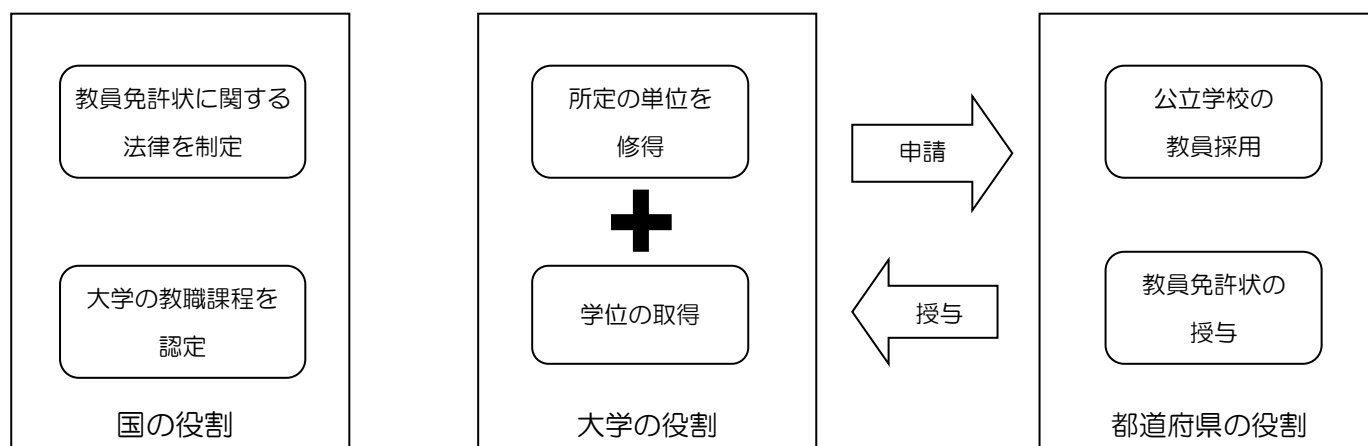 教員免許状に関する
法律を制定
大学の教職課程を
認定
国の役割
所定の単位を
修得
学位の取得
大学の役割
申請
授与
公立学校の
教員採用
教員免許状の
授与
都道府県の役割